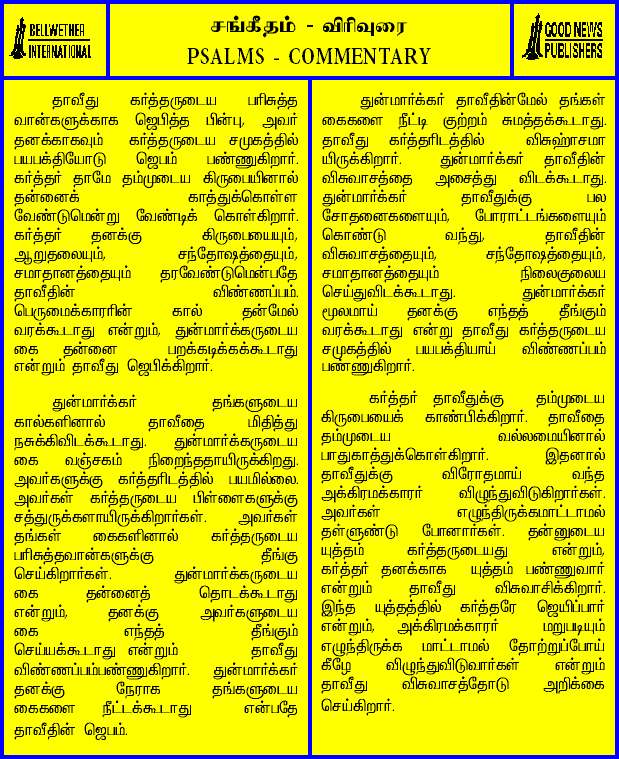 BELLWETHER
INTERNATIONAL
சங்கீதம் - விரிவுரை
PSALMS - COMMENTARY
GOOD NEWS
PUBLISHERS
தாவீது கர்த்தருடைய பரிசுத்த
வான்களுக்காக ஜெபித்த பின்பு, அவர்
தனக்காகவும் கர்த்தருடைய சமுகத்தில்
பயபக்தியோடு ஜெபம் பண்ணுகிறார்.
கர்த்தர் தாமே தம்முடைய கிருபையினால்
தன்னைக் காத்துக்கொள்ள
வேண்டுமென்று வேண்டிக் கொள்கிறார்.
கர்த்தர் தனக்கு கிருபையையும்,
ஆறுதலையும், சந்தோஷத்தையும்,
சமாதானத்தையும் தரவேண்டுமென்பதே
தாவீதின் விண்ணப்பம்.
பெருமைக்காரரின் கால் தன்மேல்
வரக்கூடாது என்றும், துன்மார்க்கருடைய
கை தன்னை பறக்கடிக்கக்கூடாது
என்றும் தாவீது ஜெபிக்கிறார்.
துன்மார்க்கர் தங்களுடைய
கால்களினால் தாவீதை மிதித்து
நசுக்கிவிடக்கூடாது. துன்மார்க்கருடைய
கை வஞ்சகம் நிறைந்ததாயிருக்கிறது.
அவர்களுக்கு கர்த்தரிடத்தில் பயமில்லை.
அவர்கள் கர்த்தருடைய பிள்ளைகளுக்கு
சத்துருக்களாயிருக்கிறார்கள். அவர்கள்
தங்கள் கைகளினால் கர்த்தருடைய
பரிசுத்தவான்களுக்கு தீங்கு
செய்கிறார்கள். துன்மார்க்கருடைய
கை தன்னைத் தொடக்கூடாது
என்றும், தனக்கு அவர்களுடைய
கை எந்தத் தீங்கும்
செய்யக்கூடாது என்றும் தாவீது
விண்ணப்பம்பண்ணுகிறார். துன்மார்க்கர்
தனக்கு நேராக தங்களுடைய
கைகளை நீட்டக்கூடாது என்பதே
தாவீதின் ஜெபம்.
துன்மார்க்கர் தாவீதின்மேல் தங்கள்
கைகளை நீட்டி குற்றம் சுமத்தக்கூடாது.
தாவீது கர்த்தரிடத்தில் விசுஹாசமா
யிருக்கிறார். துன்மார்க்கர் தாவீதின்
விசுவாசத்தை அசைத்து விடக்கூடாது.
துன்மார்க்கர் தாவீதுக்கு பல
சோதனைகளையும், போராட்டங்களையும்
கொண்டு வந்து, தாவீதின்
விசுவாசத்தையும், சந்தோஷத்தையும்,
சமாதானத்தையும் நிலைகுலைய
செய்துவிடக்கூடாது. துன்மார்க்கர்
மூலமாய் தனக்கு எந்தத் தீங்கும்
வரக்கூடாது என்று தாவீது கர்த்தருடைய
சமுகத்தில் பயபக்தியாய் விண்ணப்பம்
பண்ணுகிறார்.
கர்த்தர் தாவீதுக்கு தம்முடைய
கிருபையைக் காண்பிக்கிறார். தாவீதை
தம்முடைய வல்லமையினால்
பாதுகாத்துக்கொள்கிறார். இதனால்
தாவீதுக்கு விரோதமாய் வந்த
அக்கிரமக்காரர் விழுந்துவிடுகிறார்கள்.
அவர்கள் எழுந்திருக்கமாட்டாமல்
தள்ளுண்டு போனார்கள். தன்னுடைய
யுத்தம் கர்த்தருடையது என்றும்,
கர்த்தர் தனக்காக யுத்தம் பண்ணுவார்
என்றும் தாவீது விசுவாசிக்கிறார்.
இந்த யுத்தத்தில் கர்த்தரே ஜெயிப்பார்
என்றும், அக்கிரமக்காரர் மறுபடியும்
எழுந்திருக்க மாட்டாமல் தோற்றுப்போய்
கீழே விழுந்துவிடுவார்கள் என்றும்
தாவீது விசுவாசத்தோடு அறிக்கை
செய்கிறார்.